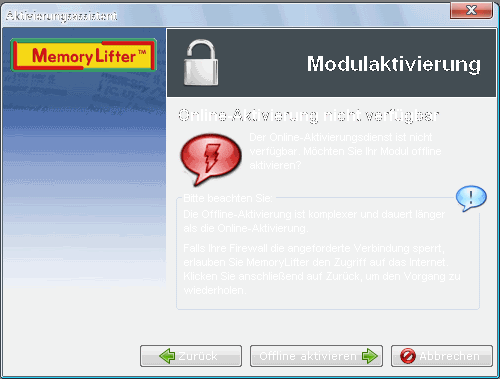 Aktivierungsassistent
MemoryLifter™
Modulaktivierung
Online Aktivierung nicht verfügbar
Der Online-Aktivierungsdienst ist nicht
verfügbar. Möchten Sie Ihr Modul offline
aktivieren?
Bitte beachten Sie:
Die Offline-Aktivierung ist komplexer und dauert länger
als die Online-Aktivierung.
Falls Ihre Firewall die angeforderte Verbindung sperrt,
erlauben Sie MemoryLifter den Zugriff auf das Internet.
Klicken Sie anschließend auf Zurück, um den Vorgang zu
wiederholen.
Zurück
Offline aktivieren
Abbrechen